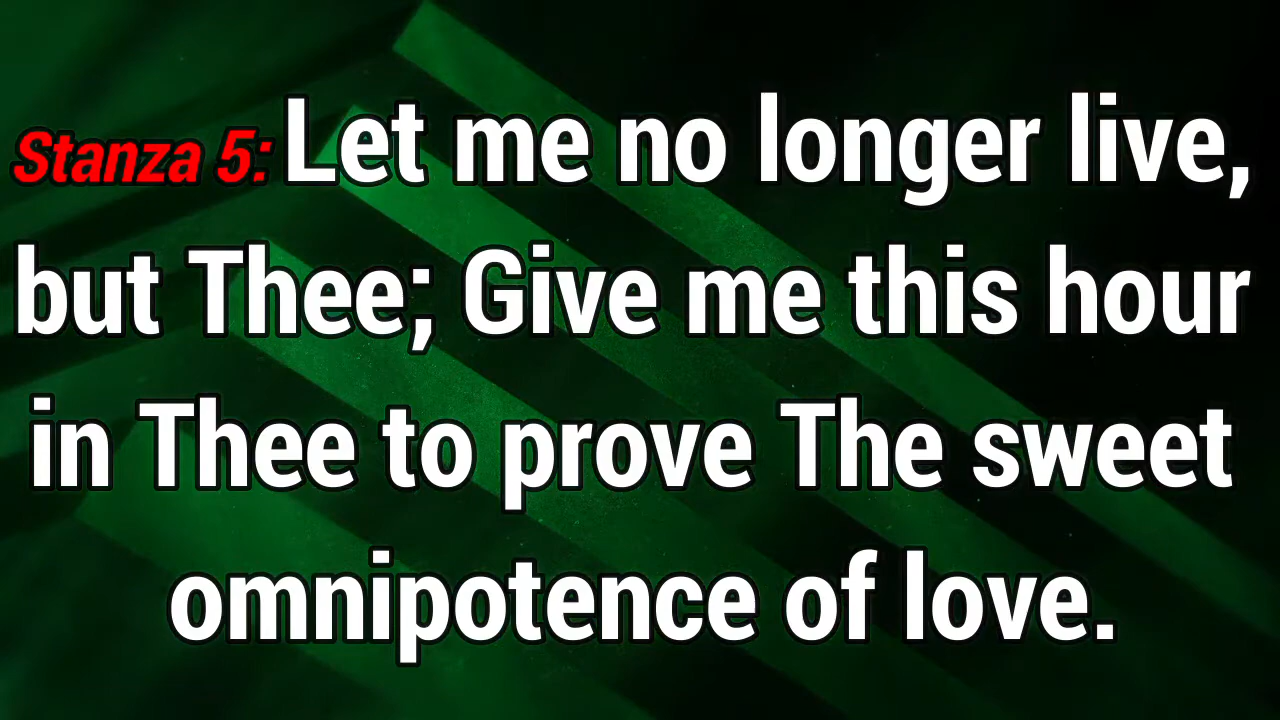 Stanza 5: Let me no longer live,
but Thee; Give me this hour
in Thee to prove The sweet
omnipotence of love.